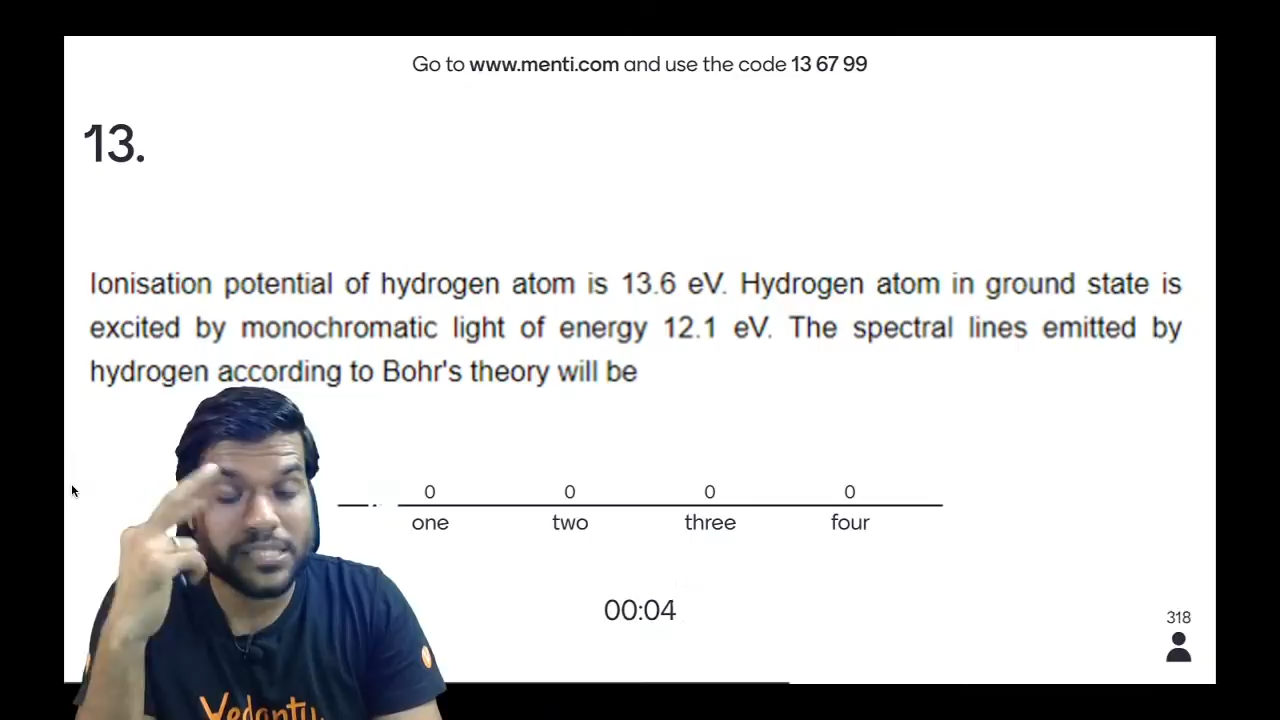 Go to www.menti.com and use the code 13 67 99
13.
Ionisation potential of hydrogen atom is 13.6 eV. Hydrogen atom in ground state is
excited by monochromatic light of energy 12.1 eV. The spectral lines emitted by
hydrogen according to Bohr's theory will be
0 0 0 0
one two three four
00:04
318
Vedantu